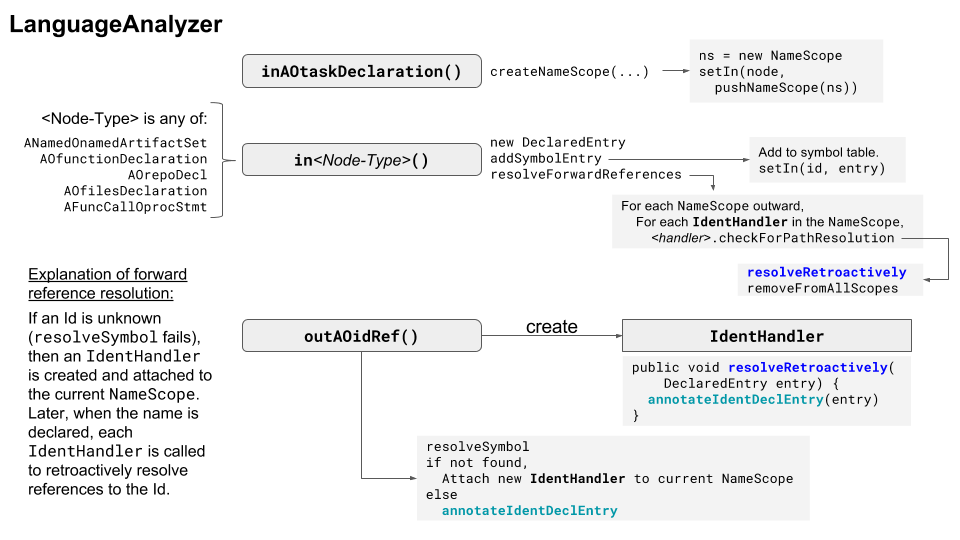 LanguageAnalyzer
inAOtaskDeclaration()
createNameScope(...)
ns = new NameScope
setIn(node,
pushNameScope(ns))
<Node-Type> is any of:
ANamedOnamedArtifactSet
AOfunctionDeclaration
AOrepoDecl
AOfilesDeclaration
AFuncCallOprocStmt
in<Node-Type>()
new DeclaredEntry
addSymbolEntry
resolveForwardReferences
Add to symbol table.
setIn(id, entry)
For each NameScope outward,
For each IdentHandler in the NameScope,
<handler>.checkForPathResolution
resolveRetroactively
removeFromAllScopes
Explanation of forward
reference resolution:
If an Id is unknown
(resolveSymbol fails),
then an IdentHandler
is created and attached to
the current NameScope.
Later, when the name is
declared, each
IdentHandler is called
to retroactively resolve
references to the Id.
outAOidRef()
create
IdentHandler
public void resolveRetroactively(
DeclaredEntry entry) {
annotateIdentDeclEntry(entry)
}
resolveSymbol
if not found,
Attach new IdentHandler to current NameScope
else
annotateIdentDeclEntry